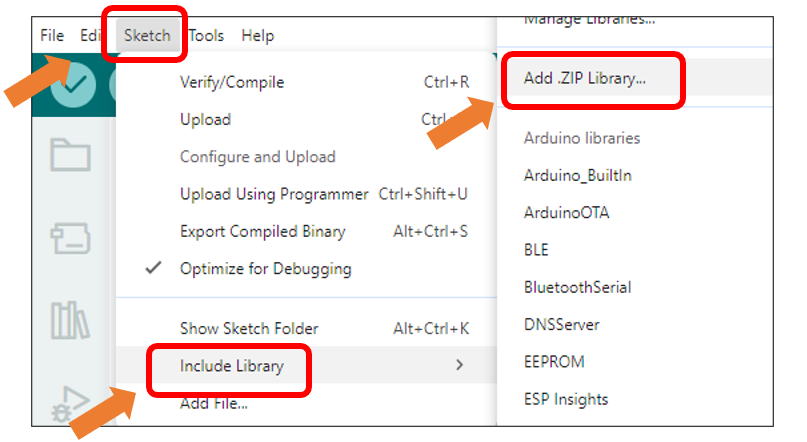 File Edi Sketch Tools Help
Verify/Compile Ctrl+R
Upload Ctrl+
Configure and Upload
Upload Using Programmer Ctrl+Shift+U
Export Compiled Binary Alt+Ctrl+S
Optimize for Debugging
Show Sketch Folder Alt+Ctrl+K
Include Library
Add File...
Manage Libraries...
Add .ZIP Library...
Arduino libraries
Arduino_BuiltIn
ArduinoOTA
BLE
BluetoothSerial
DNSServer
EEPROM
ESP Insights